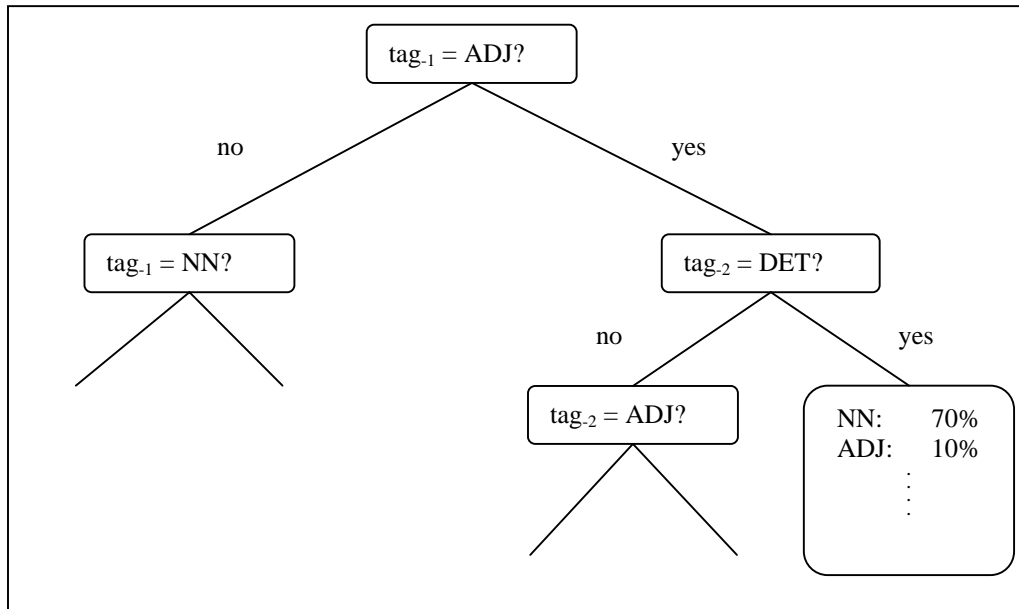 tag-1 = ADJ?
no
yes
tag-1 = NN?
tag-2 = DET?
no
yes
tag-2 = ADJ?
NN: 70%
ADJ: 10%